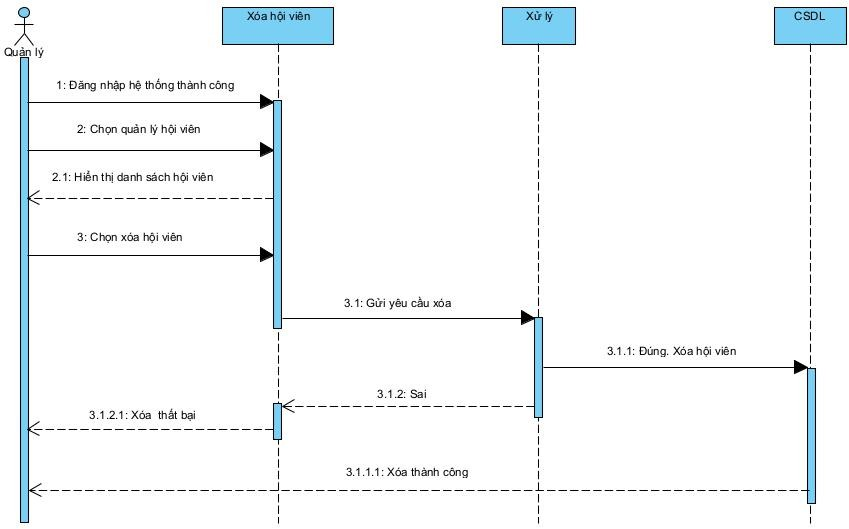 Xóa hội viên
Xử lý
CSDL
Quản lý
1: Đăng nhập hệ thống thành công
2: Chọn quản lý hội viên
2.1: Hiển thị danh sách hội viên
3: Chọn xóa hội viên
3.1: Gửi yêu cầu xóa
3.1.1: Đúng. Xóa hội viên
3.1.2: Sai
3.1.2.1: Xóa thất bại
3.1.1.1: Xóa thành công